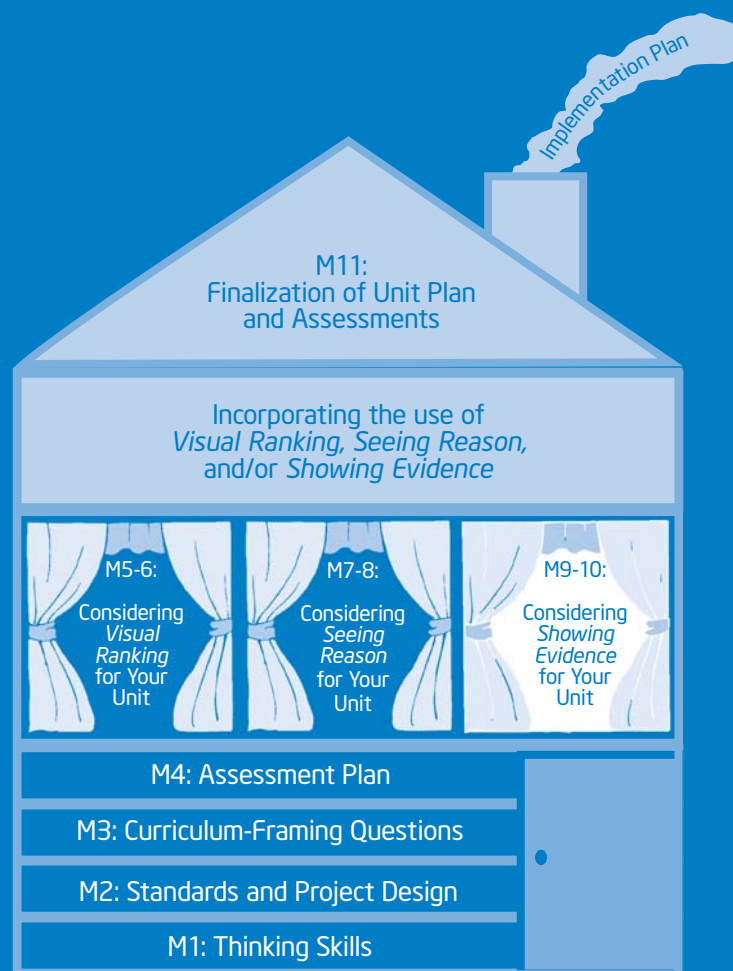 Implementation Plan
M11:
Finalization of Unit Plan
and Assessments
Incorporating the use of
Visual Ranking, Seeing Reason,
and/or Showing Evidence
M5-6:
Considering
Visual
Ranking
for Your
Unit
M7-8:
Considering
Seeing
Reason
for Your
Unit
M9-10:
Considering
Showing
Evidence
for Your
Unit
M4: Assessment Plan
M3: Curriculum-Framing Questions
M2: Standards and Project Design
M1: Thinking Skills